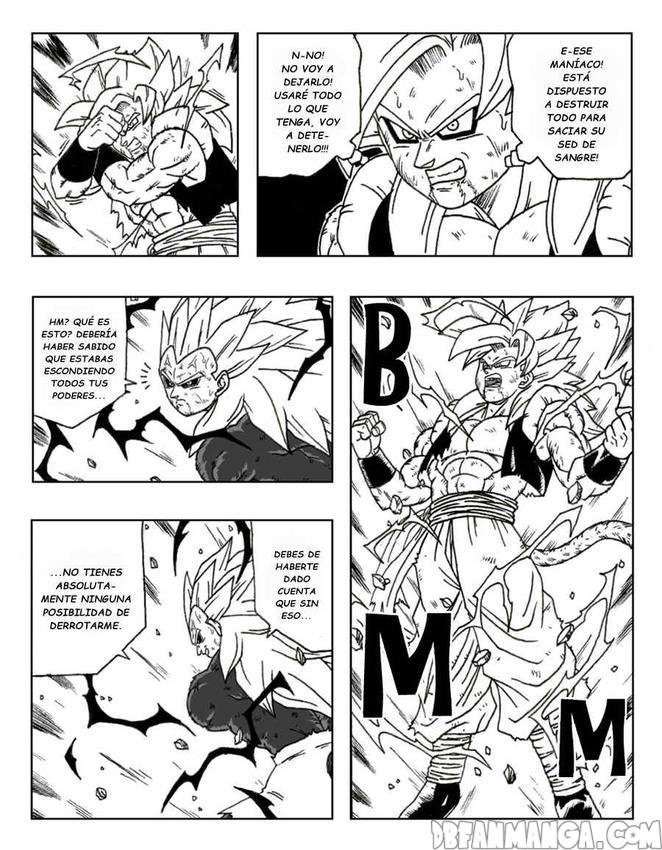 N-NO!
NO VOY A
DEJARLO!
USARÉ TODO
LO QUE
TENGA, VOY
A DETE-
NERLO!!!
E-ESE
MANÍACO!
ESTÁ
DISPUESTO
A DESTRUIR
TODO PARA
SACIAR SU
SED DE
SANGRE!
HM? QUÉ ES
ESTO? DEBERÍA
HABER SABIDO
QUE ESTABAS
ESCONDIENDO
TODOS TUS
PODERES...
B
M
M
DEBES DE
HABERTE
DADO
CUENTA
QUE SIN
ESO...
...NO TIENES
ABSOLUTA-
MENTE NINGUNA
POSIBILIDAD DE
DERROTARME.
DBFANMANGA.COM